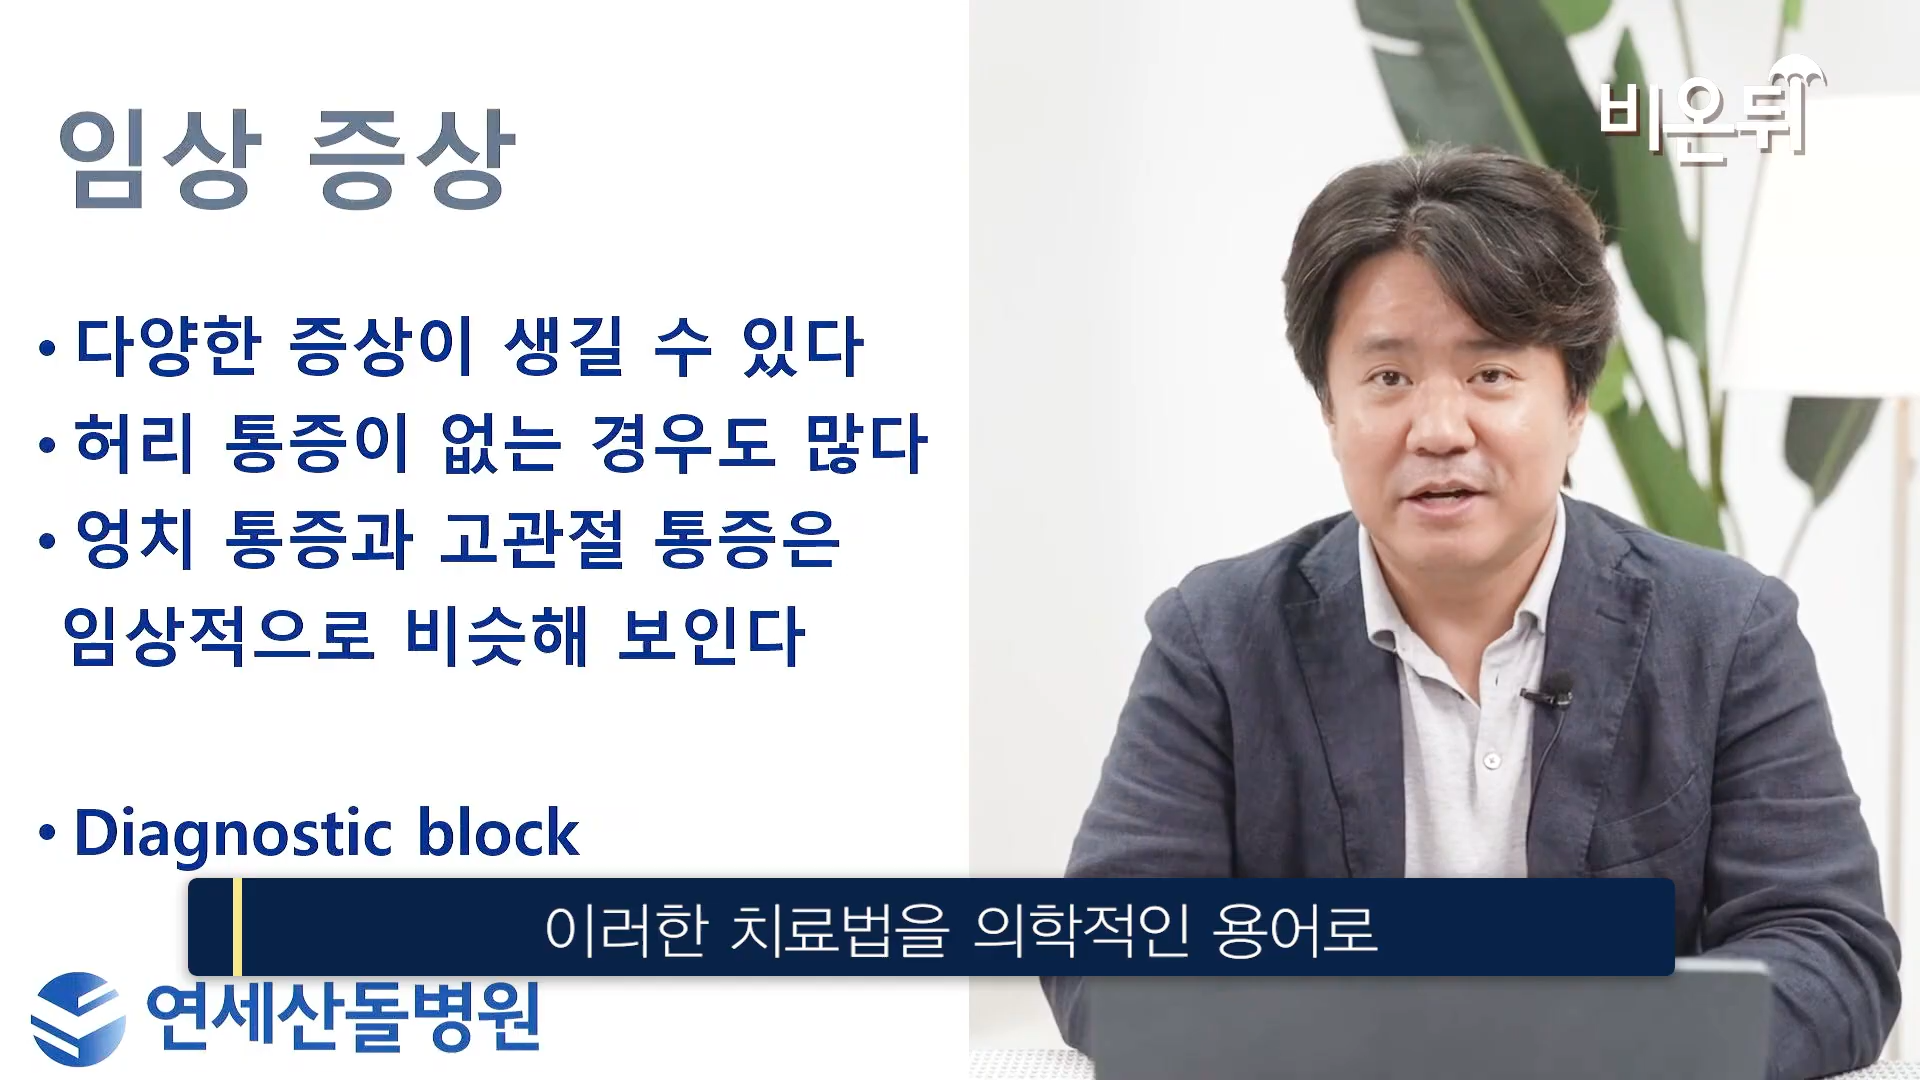 임상 증상
• 다양한 증상이 생길 수 있다
• 허리 통증이 없는 경우도 많다
• 엉치 통증과 고관절 통증은
임상적으로 비슷해 보인다
• Diagnostic block
이러한 치료법을 의학적인 용어로
연세산돌병원
비온뒤